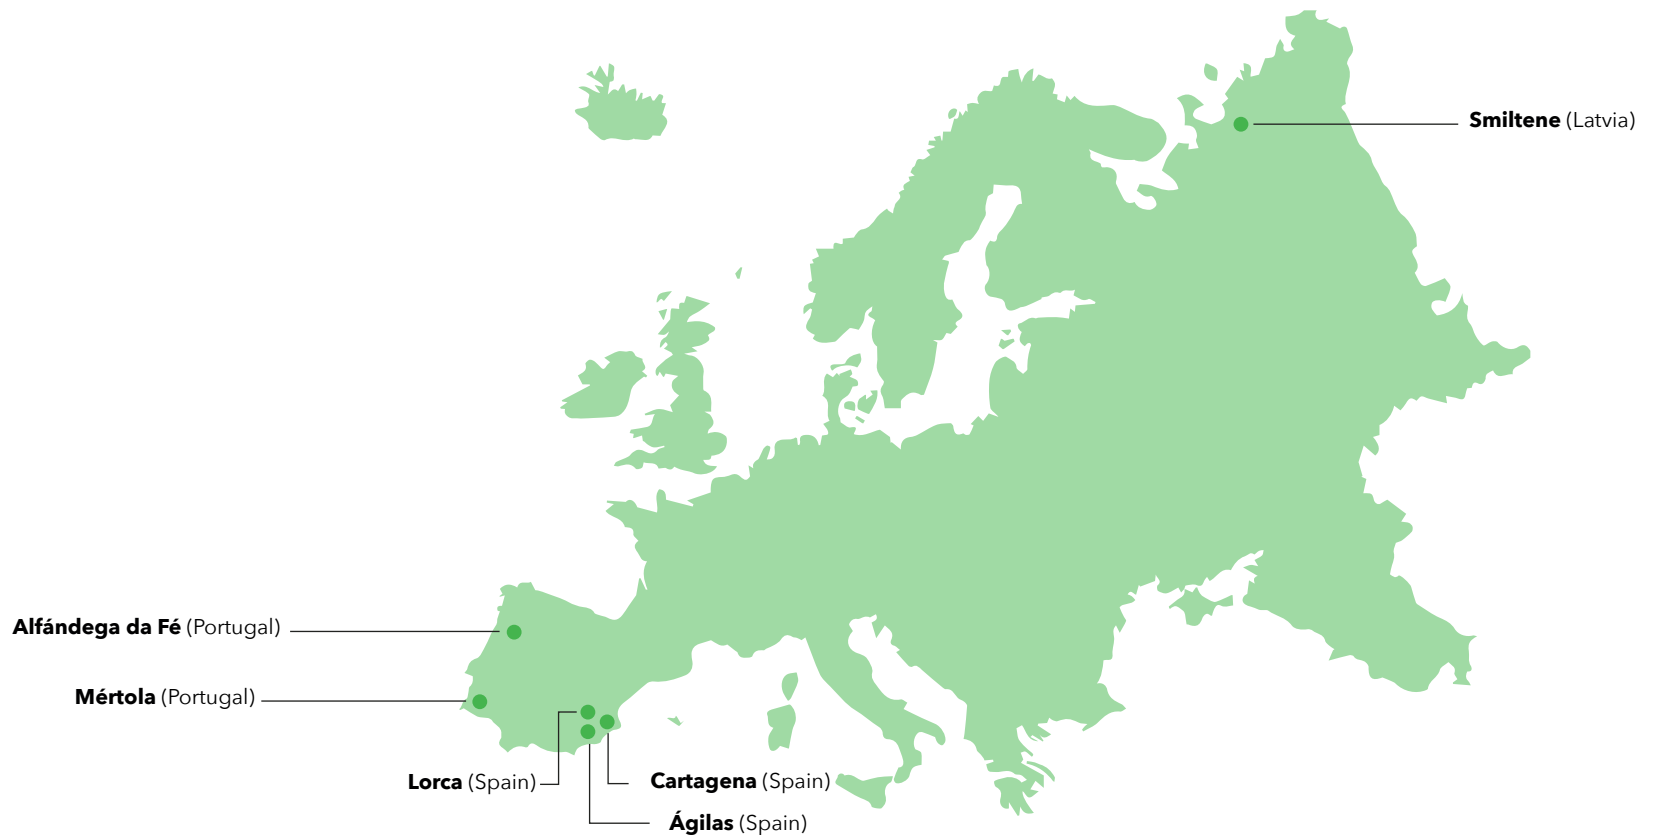 Smiltene (Latvia)
Alfándega da Fé (Portugal)
Mértola (Portugal)
Lorca (Spain)
Cartagena (Spain)
Ágilas (Spain)